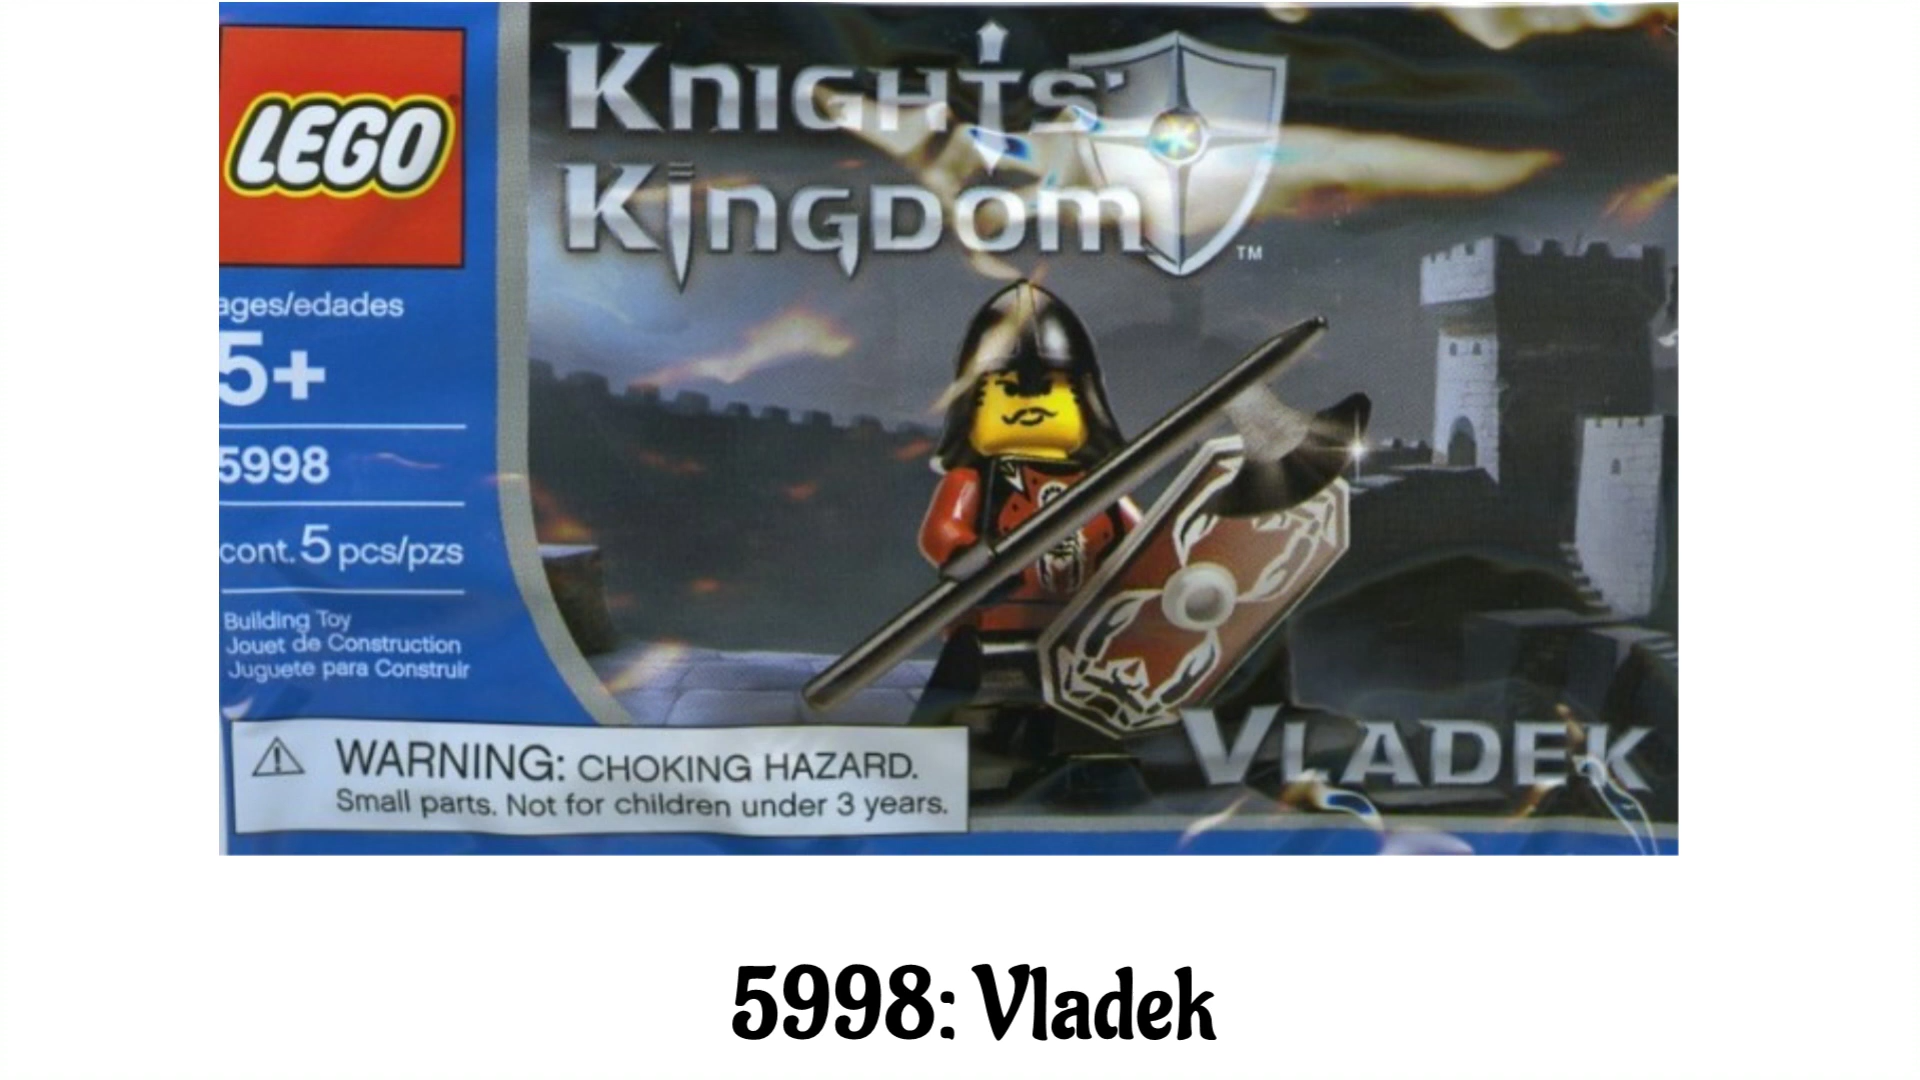 LEGO
ages/edades
5+
5998
cont. 5 pcs/pzs
Building Toy
Jouet de Construction
Juguete para Construir
KNIGHTS'
KINGDOM
TM
VLADEK
WARNING: CHOKING HAZARD.
Small parts. Not for children under 3 years.
5998: Vladek